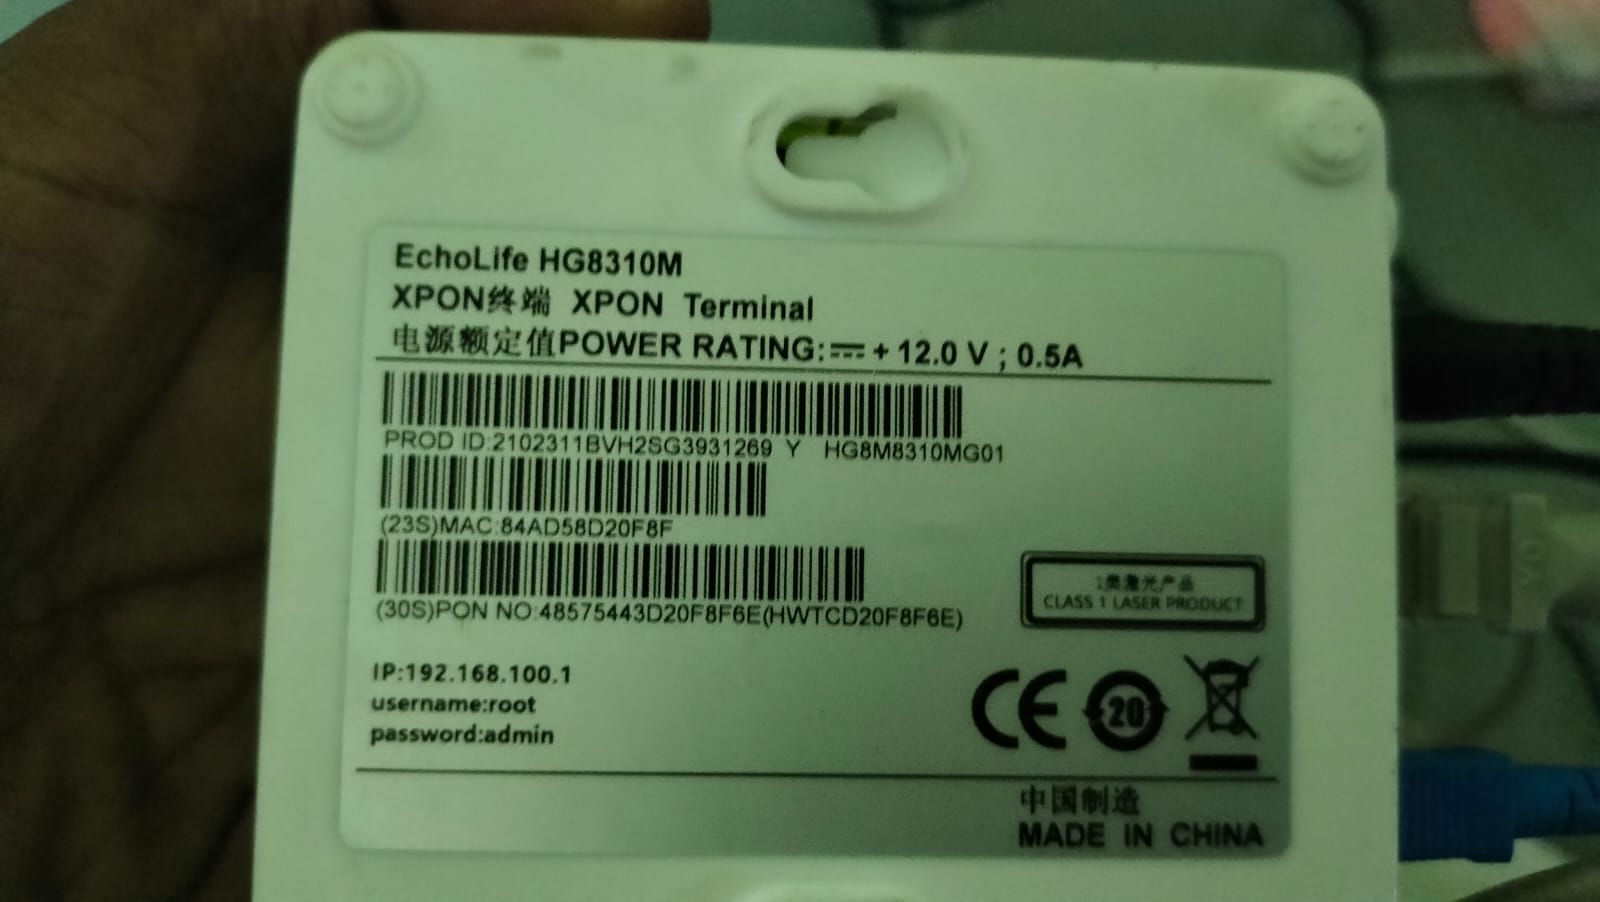 EchoLife HG8310M
XPON终端 XPON Terminal
电源额定值POWER RATING:⎓+12.0 V ; 0.5A
PROD ID:2102311BVH2SG3931269 Y HG8M8310MG01
(23S)MAC:84AD58D20F8F
(30S)PON NO:48575443D20F8F6E(HWTCD20F8F6E)
1类激光产品
CLASS 1 LASER PRODUCT
IP:192.168.100.1
username:root
password:admin
CE 20
中国制造
MADE IN CHINA